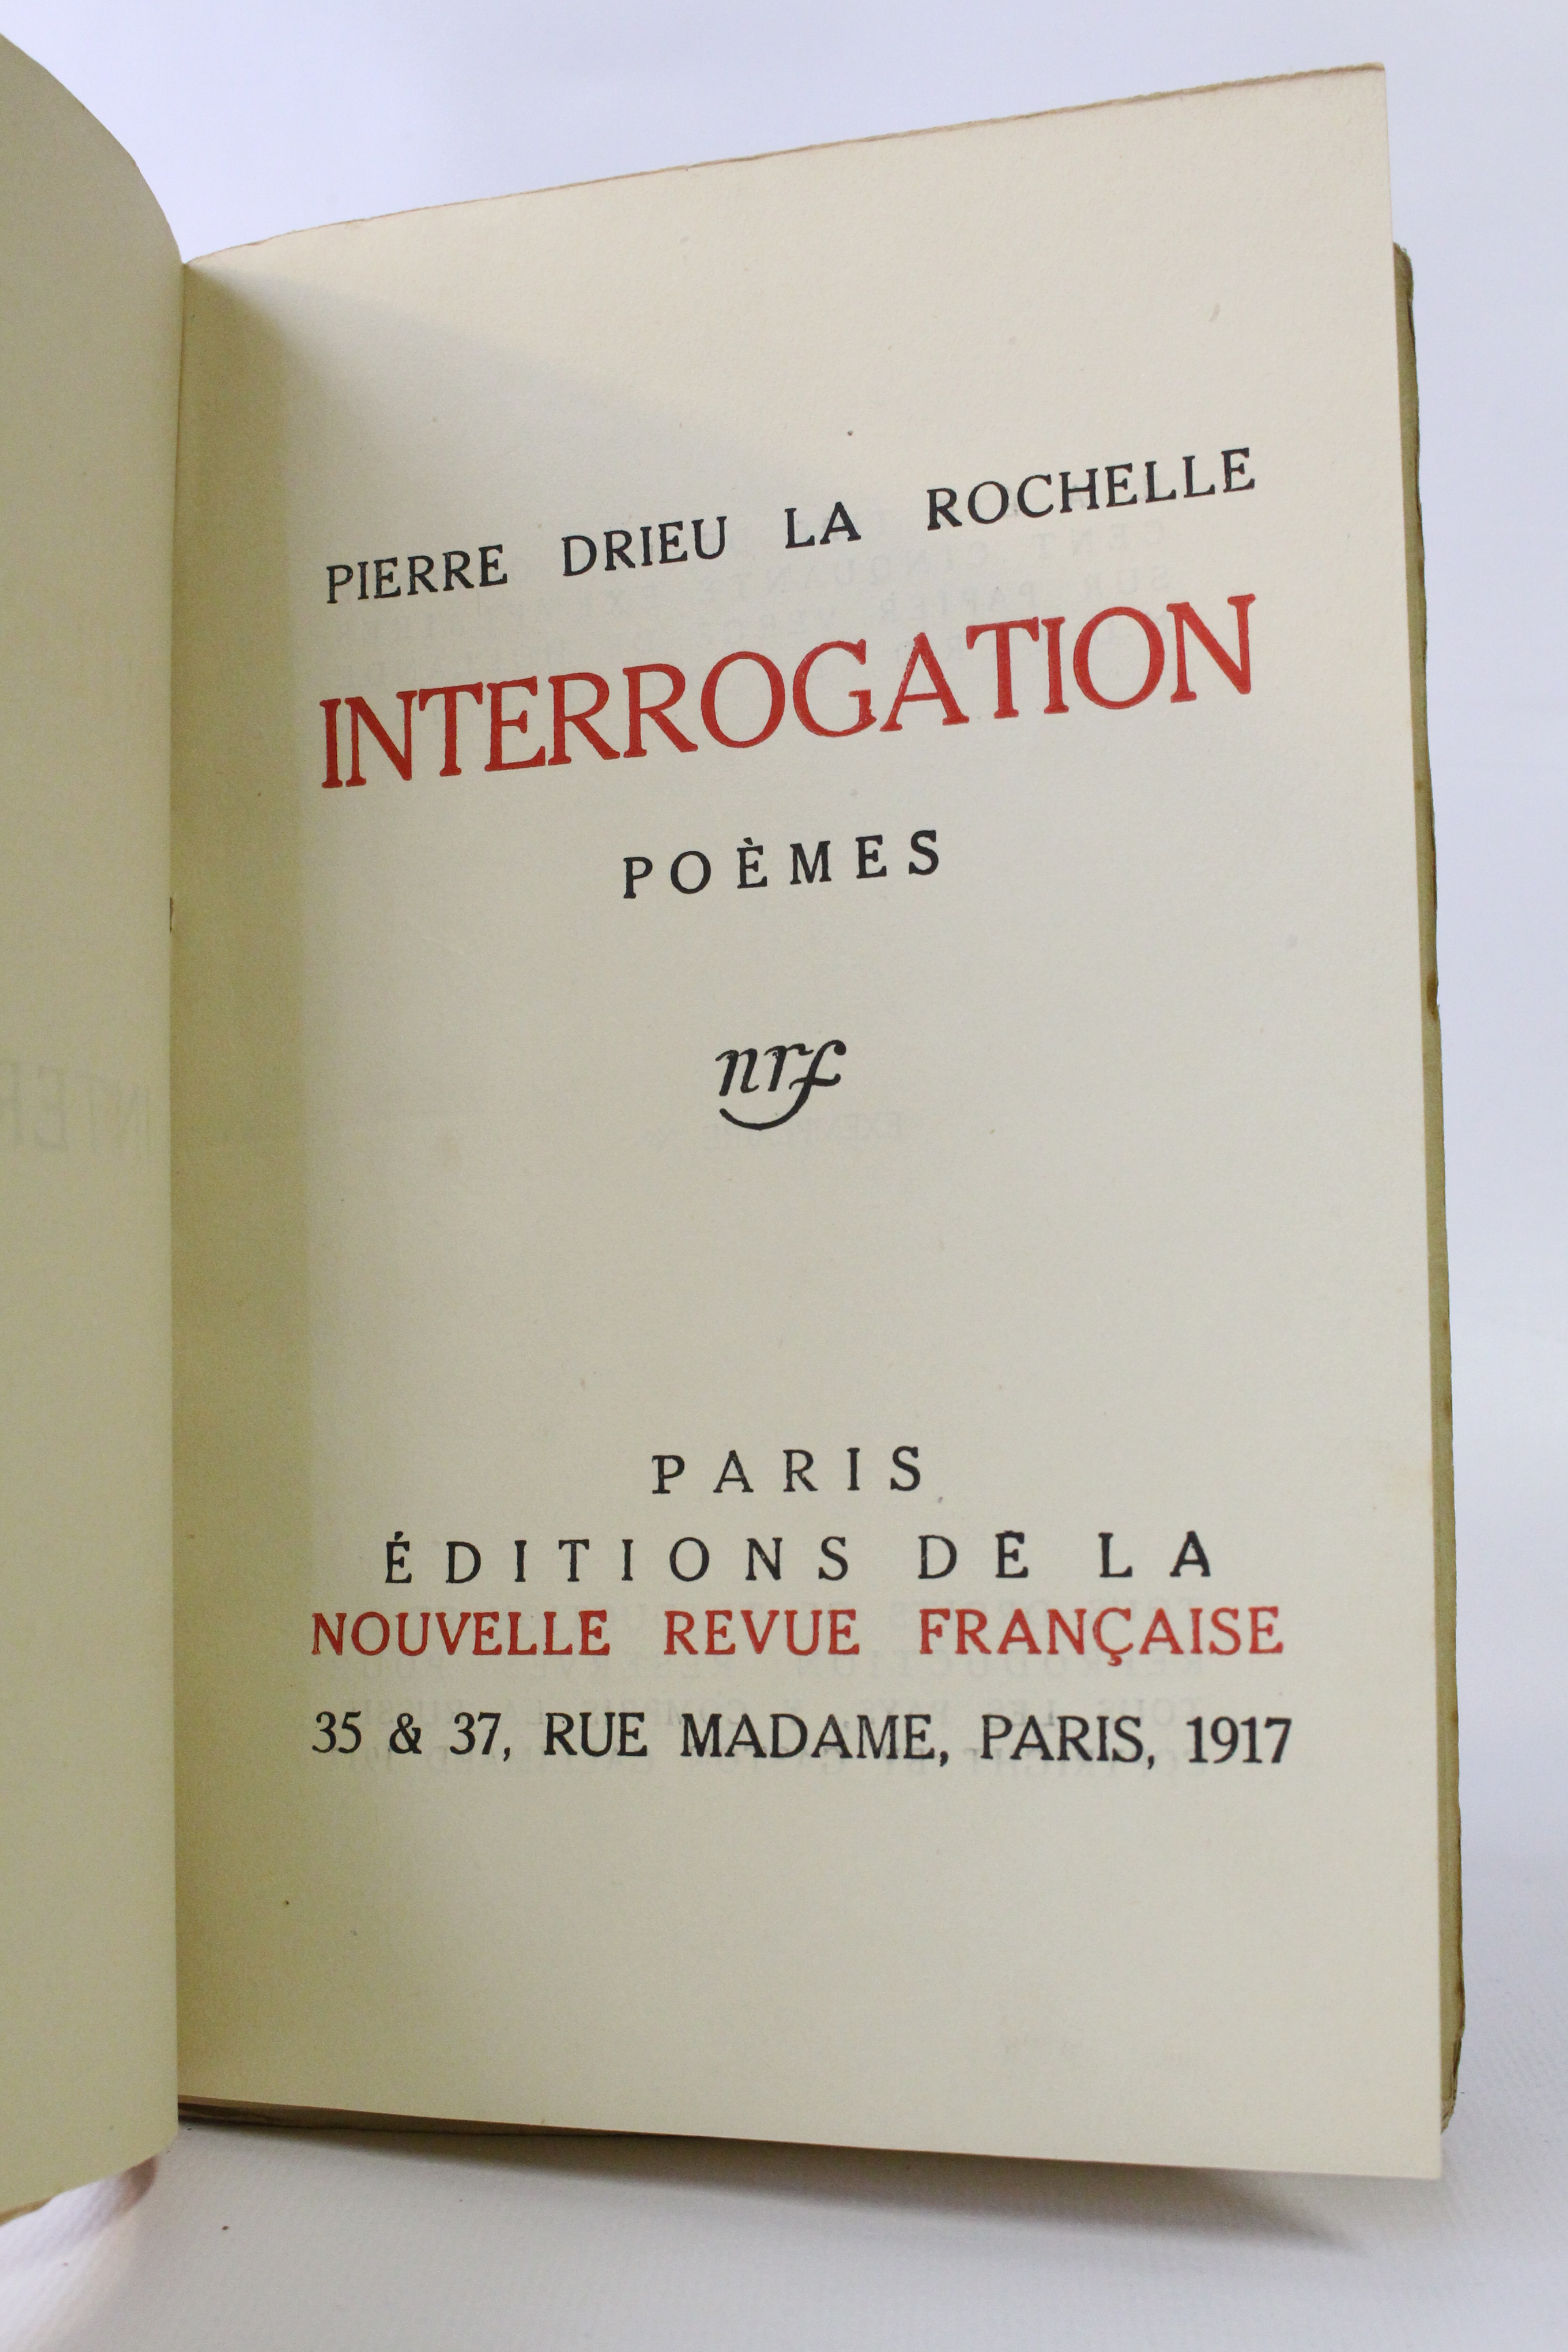 PIERRE DRIEU LA ROCHELLE
INTERROGATION
POÈMES
nrf
PARIS
ÉDITIONS DE LA
NOUVELLE REVUE FRANÇAISE
35 & 37, RUE MADAME, PARIS, 1917